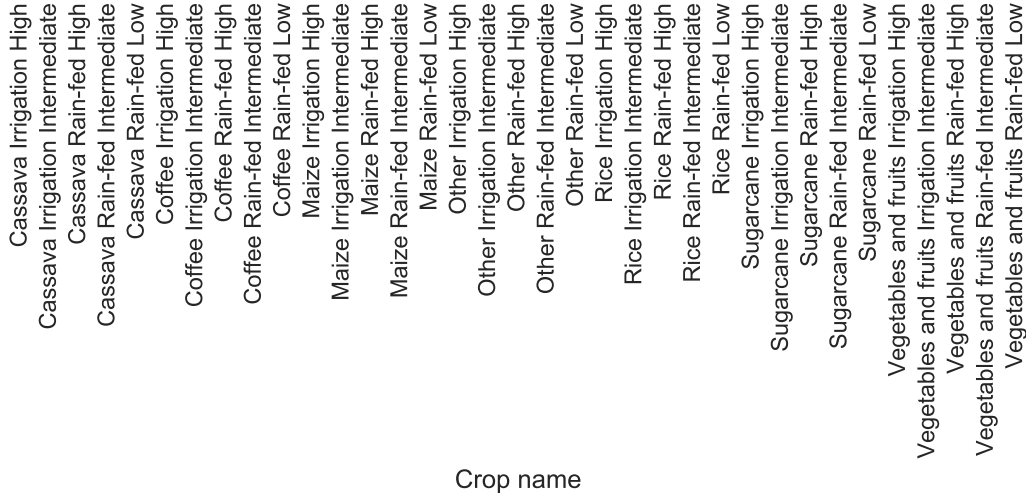 Cassava Irrigation High
Cassava Irrigation Intermediate
Cassava Rain-fed High
Cassava Rain-fed Intermediate
Cassava Rain-fed Low
Coffee Irrigation High
Coffee Irrigation Intermediate
Coffee Rain-fed High
Coffee Rain-fed Intermediate
Coffee Rain-fed Low
Maize Irrigation High
Maize Irrigation Intermediate
Maize Rain-fed High
Maize Rain-fed Intermediate
Maize Rain-fed Low
Other Irrigation High
Other Irrigation Intermediate
Other Rain-fed High
Other Rain-fed Intermediate
Other Rain-fed Low
Rice Irrigation High
Rice Irrigation Intermediate
Rice Rain-fed High
Rice Rain-fed Intermediate
Rice Rain-fed Low
Sugarcane Irrigation High
Sugarcane Irrigation Intermediate
Sugarcane Rain-fed High
Sugarcane Rain-fed Intermediate
Sugarcane Rain-fed Low
Vegetables and fruits Irrigation High
Vegetables and fruits Irrigation Intermediate
Vegetables and fruits Rain-fed High
Vegetables and fruits Rain-fed Intermediate
Vegetables and fruits Rain-fed Low
Crop name